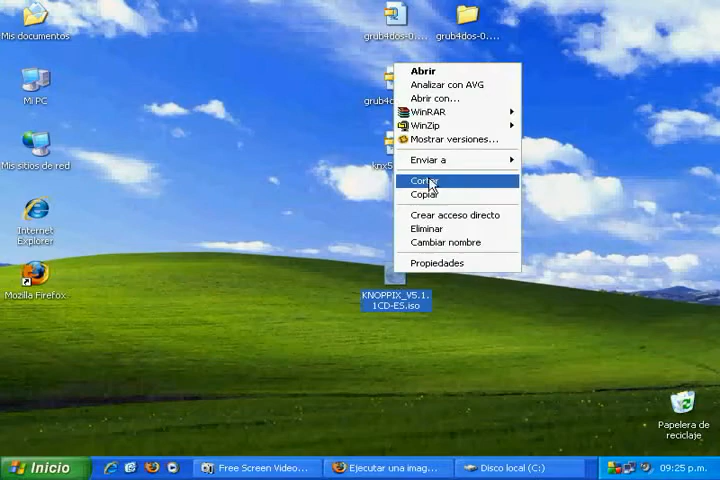 Mis documentos
grub4dos-0....
grub4dos-0....
Abrir
Analizar con AVG
Abrir con...
WinRAR
WinZip
Mostrar versiones...
Enviar a
Cortar
Copiar
Crear acceso directo
Eliminar
Cambiar nombre
Propiedades
Mi PC
grub4d
Mis sitios de red
knx5
Internet
Explorer
Mozilla Firefox
KNOPPIX_V5.1.
1CD-ES.iso
Papelera de
reciclaje
Inicio
Free Screen Video...
Ejecutar una imag...
Disco local (C:)
09:25 p.m.